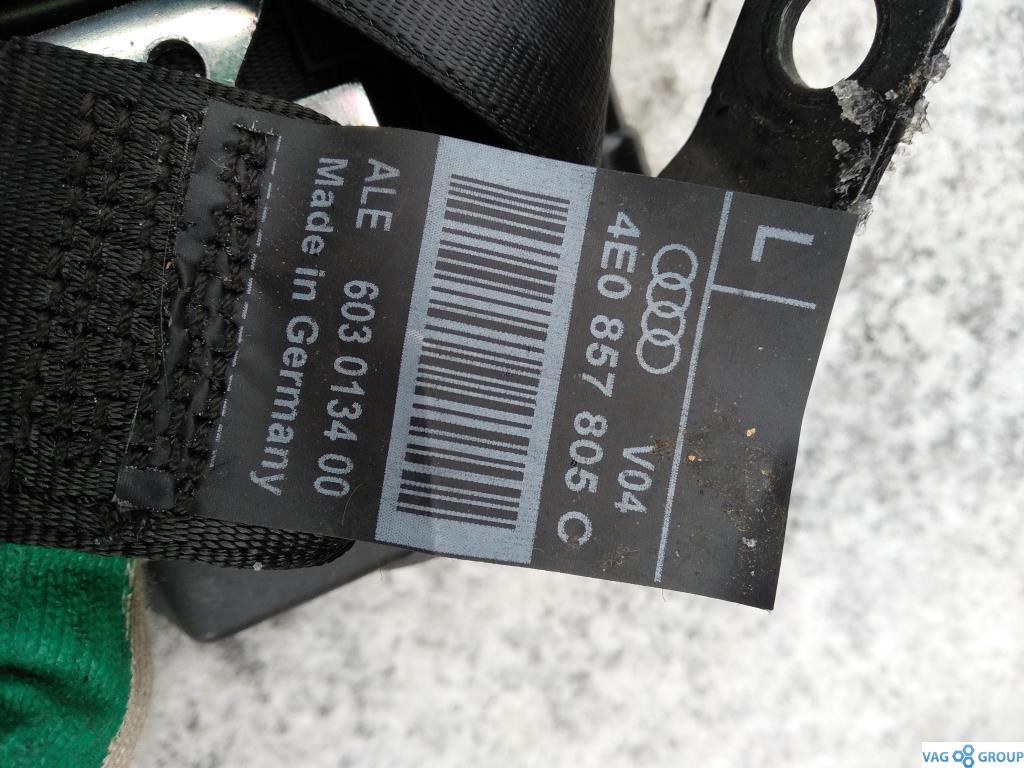 L
V04
4E0 857 805 C
ALE 603 0134 00
Made in Germany
VAG GROUP